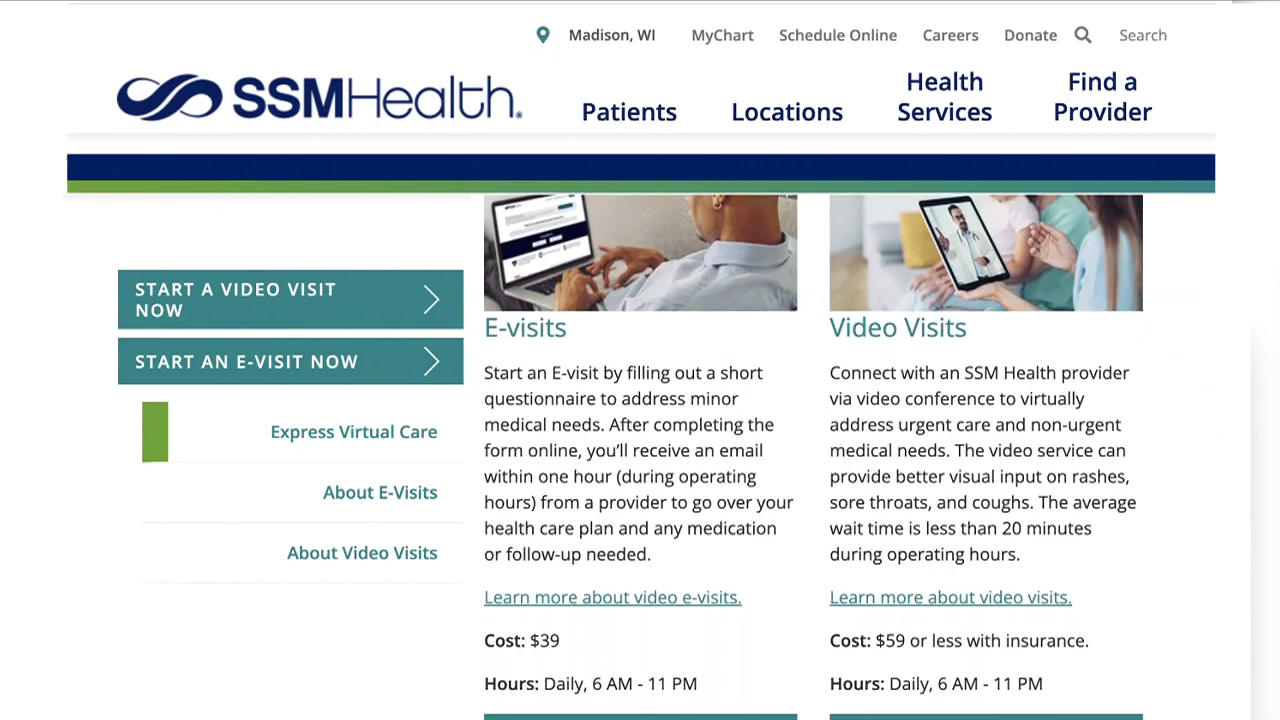 Madison, WI MyChart Schedule Online Careers Donate Search
SSMHealth®
Patients
Locations
Health
Services
Find a
Provider
START A VIDEO VISIT
NOW
START AN E-VISIT NOW
Express Virtual Care
About E-Visits
About Video Visits
E-visits
Start an E-visit by filling out a short
questionnaire to address minor
medical needs. After completing the
form online, you’ll receive an email
within one hour (during operating
hours) from a provider to go over your
health care plan and any medication
or follow-up needed.
Learn more about video e-visits.
Cost: $39
Hours: Daily, 6 AM - 11 PM
Video Visits
Connect with an SSM Health provider
via video conference to virtually
address urgent care and non-urgent
medical needs. The video service can
provide better visual input on rashes,
sore throats, and coughs. The average
wait time is less than 20 minutes
during operating hours.
Learn more about video visits.
Cost: $59 or less with insurance.
Hours: Daily, 6 AM - 11 PM